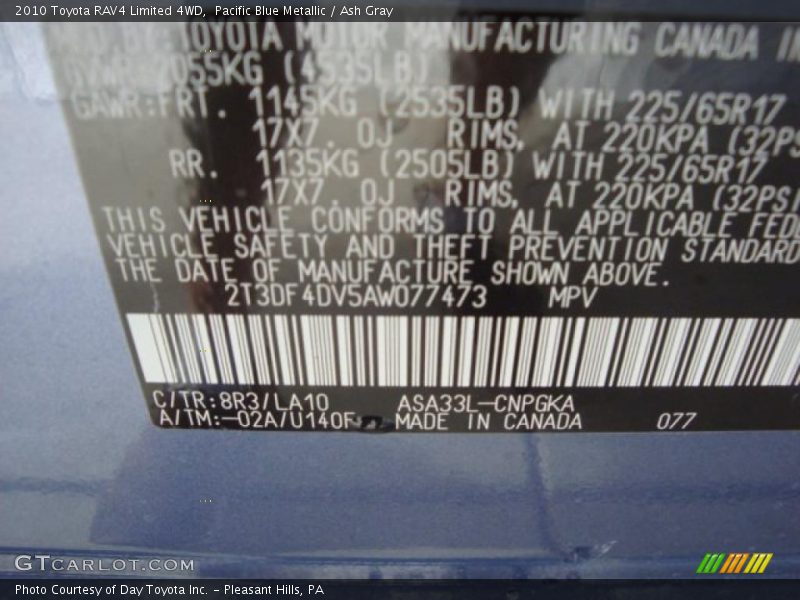 2010 Toyota RAV4 Limited 4WD, Pacific Blue Metallic / Ash Gray
TOYOTA MOTOR MANUFACTURING CANADA
2055KG (4535LB)
GAWR:FRT. 1145KG (2535LB) WITH 225/65R17
17X7.0J RIMS, AT 220KPA (32PS
RR. 1135KG (2505LB) WITH 225/65R17
17X7.0J RIMS, AT 220KPA (32PSI
THIS VEHICLE CONFORMS TO ALL APPLICABLE FEDE
VEHICLE SAFETY AND THEFT PREVENTION STANDARD
THE DATE OF MANUFACTURE SHOWN ABOVE.
2T3DF4DV5AW077473 MPV
C/TR:8R3/LA10 ASA33L-CNPGKA
A/TM:-02A/U140F MADE IN CANADA 077
GTCARLOT.COM
Photo Courtesy of Day Toyota Inc. - Pleasant Hills, PA